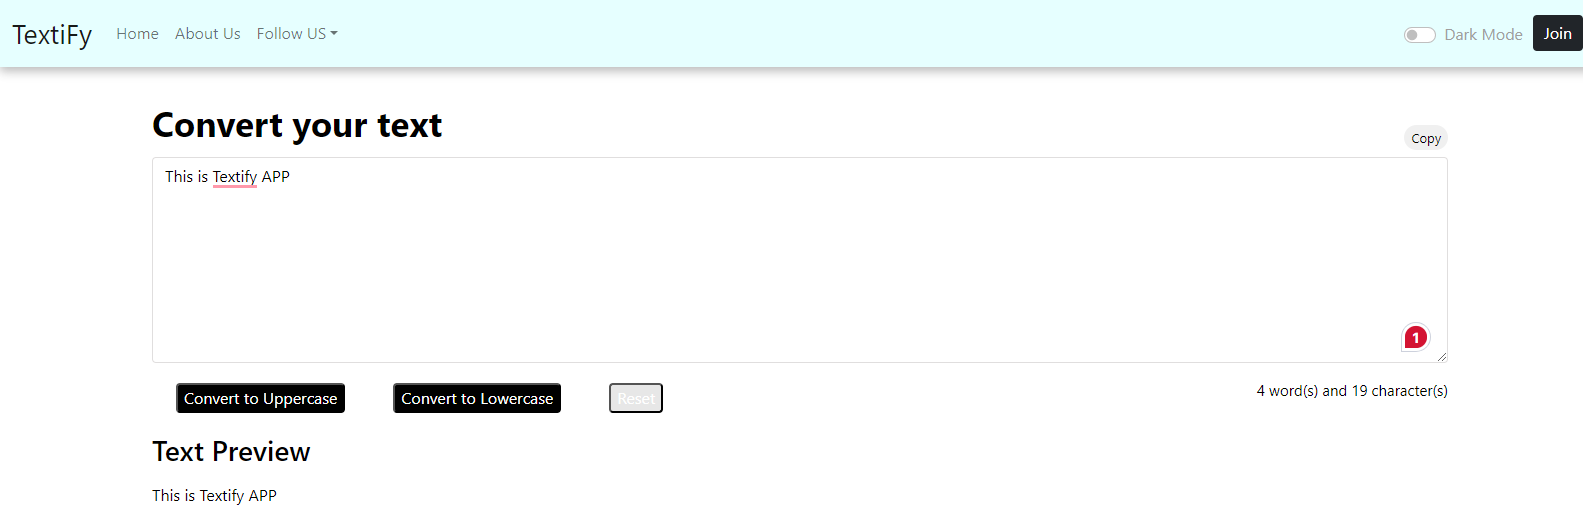 TextiFy Home About Us Follow US Dark Mode Join
Convert your text
Copy
This is Textify APP
1
Convert to Uppercase Convert to Lowercase Reset 4 word(s) and 19 character(s)
Text Preview
This is Textify APP